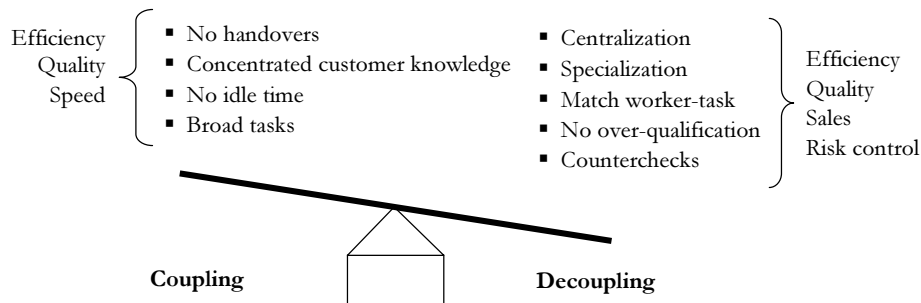 Efficiency
Quality
Speed
▪ No handovers
▪ Concentrated customer knowledge
▪ No idle time
▪ Broad tasks
▪ Centralization
▪ Specialization
▪ Match worker-task
▪ No over-qualification
▪ Counterchecks
Efficiency
Quality
Sales
Risk control
Coupling
Decoupling